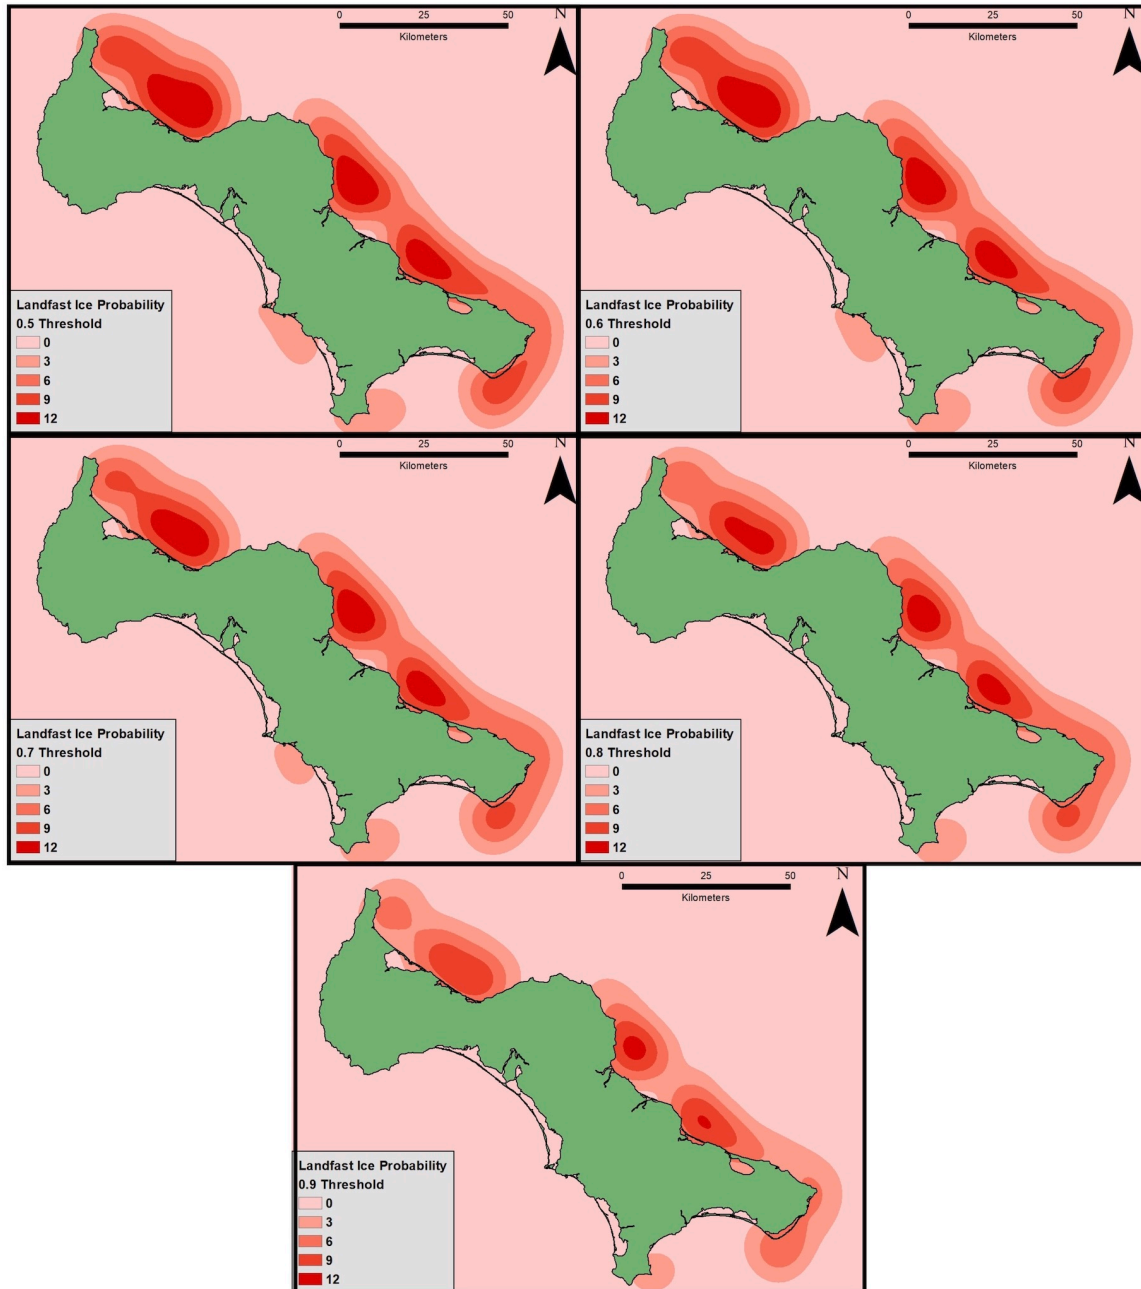 0 25 50 N
Kilometers
Landfast Ice Probability
0.5 Threshold
0
3
6
9
12
0 25 50 N
Kilometers
Landfast Ice Probability
0.6 Threshold
0
3
6
9
12
0 25 50 N
Kilometers
Landfast Ice Probability
0.7 Threshold
0
3
6
9
12
0 25 50 N
Kilometers
Landfast Ice Probability
0.8 Threshold
0
3
6
9
12
0 25 50 N
Kilometers
Landfast Ice Probability
0.9 Threshold
0
3
6
9
12